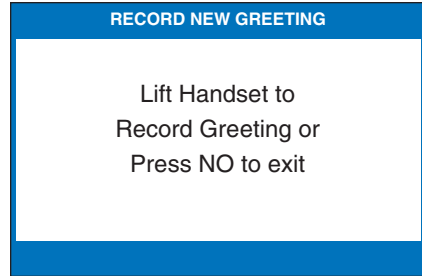 RECORD NEW GREETING
Lift Handset to
Record Greeting or
Press NO to exit